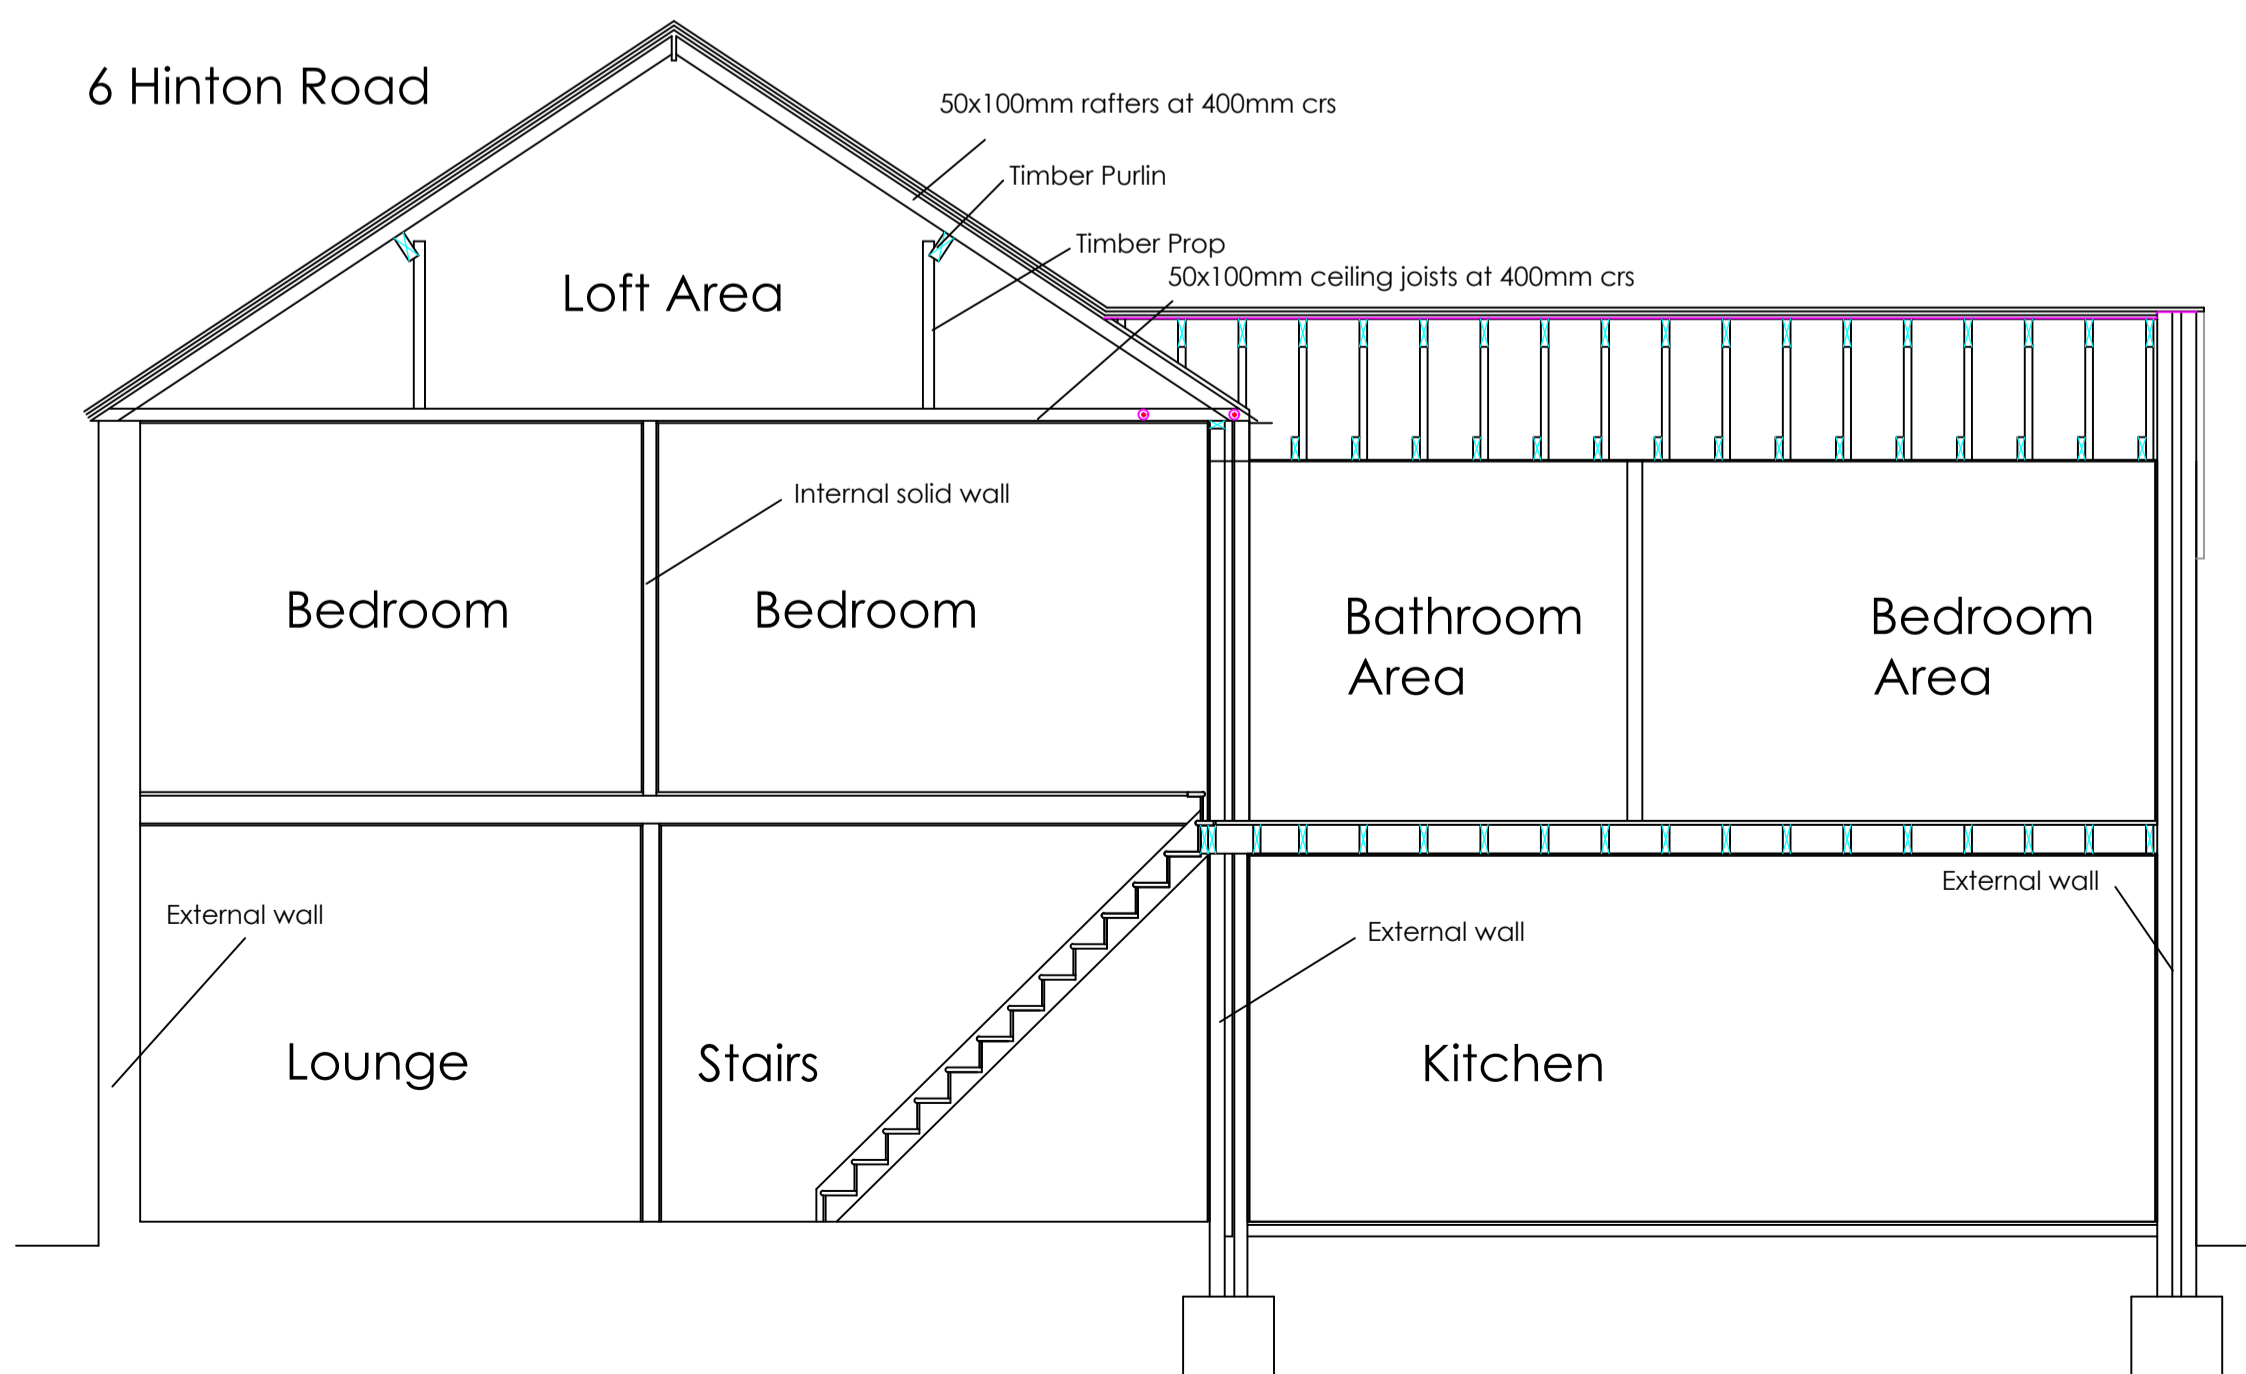 6 Hinton Road
50x100mm rafters at 400mm crs
Timber Purlin
Timber Prop
50x100mm ceiling joists at 400mm crs
Loft Area
Internal solid wall
Bedroom
Bedroom
Bathroom
Area
Bedroom
Area
External wall
External wall
External wall
Lounge
Stairs
Kitchen